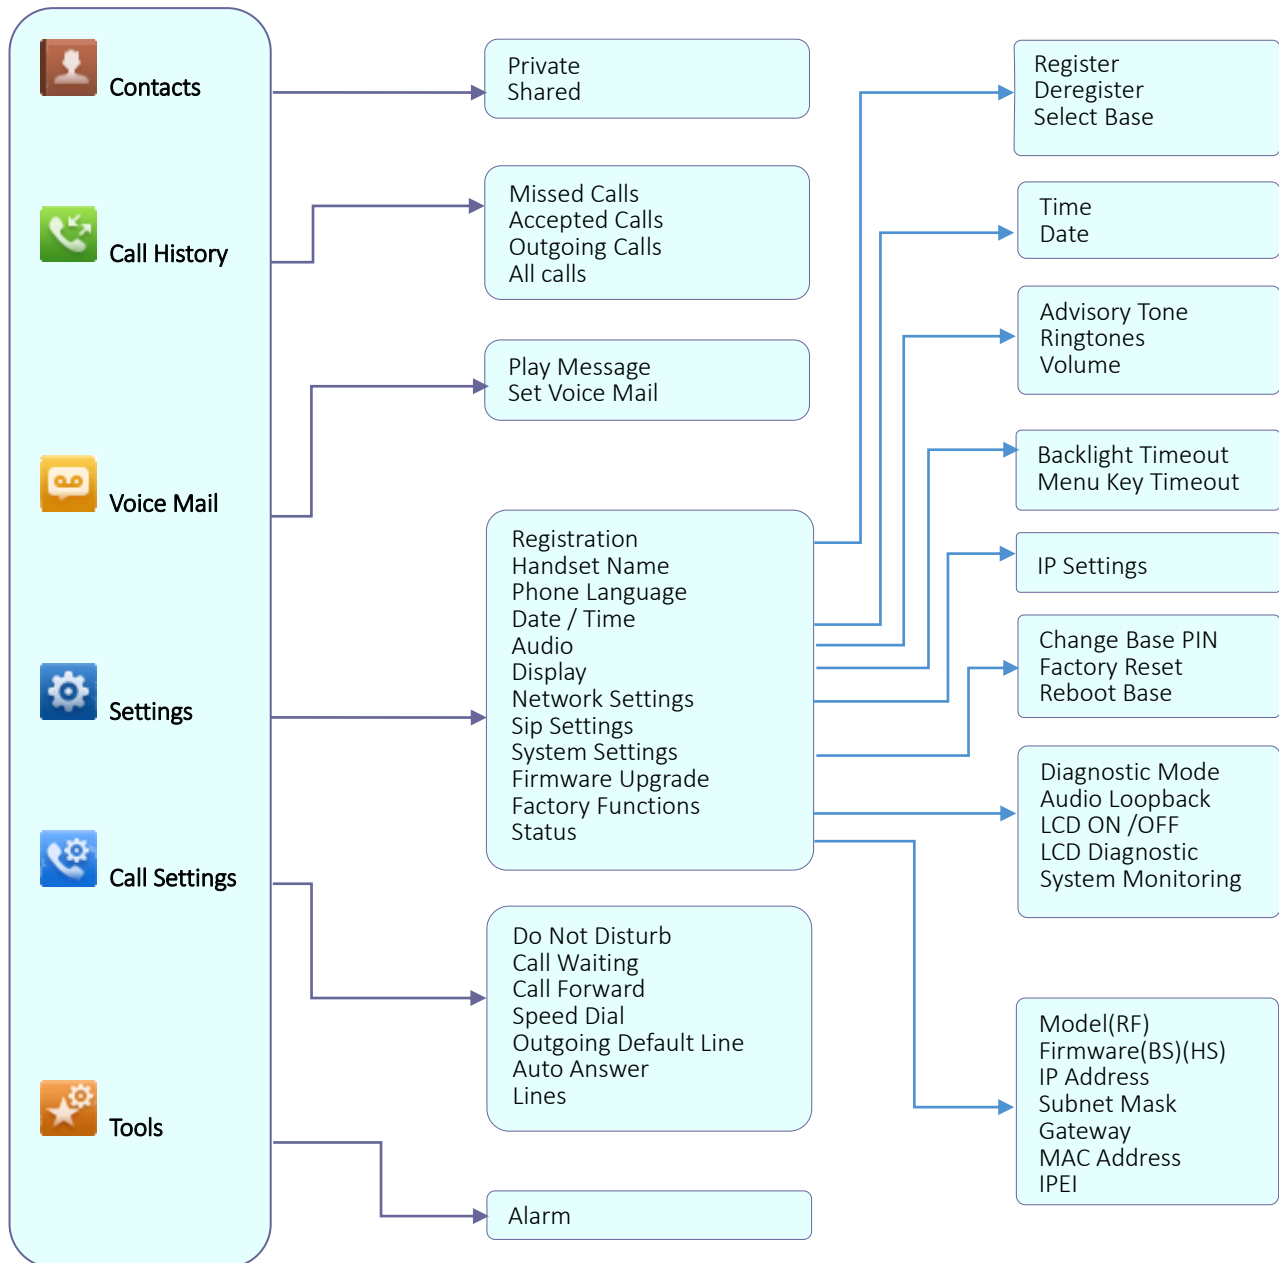 Contacts
Call History
Voice Mail
Settings
Call Settings
Tools
Private
Shared
Missed Calls
Accepted Calls
Outgoing Calls
All calls
Play Message
Set Voice Mail
Registration
Handset Name
Phone Language
Date / Time
Audio
Display
Network Settings
Sip Settings
System Settings
Firmware Upgrade
Factory Functions
Status
Do Not Disturb
Call Waiting
Call Forward
Speed Dial
Outgoing Default Line
Auto Answer
Lines
Alarm
Register
Deregister
Select Base
Time
Date
Advisory Tone
Ringtones
Volume
Backlight Timeout
Menu Key Timeout
IP Settings
Change Base PIN
Factory Reset
Reboot Base
Diagnostic Mode
Audio Loopback
LCD ON /OFF
LCD Diagnostic
System Monitoring
Model(RF)
Firmware(BS)(HS)
IP Address
Subnet Mask
Gateway
MAC Address
IPEI